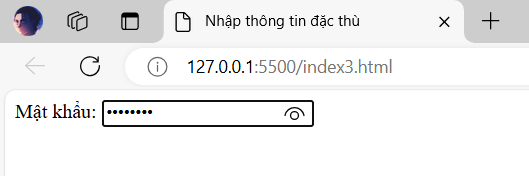 Nhập thông tin đặc thù
127.0.0.1:5500/index3.html
Mật khẩu: ••••••••